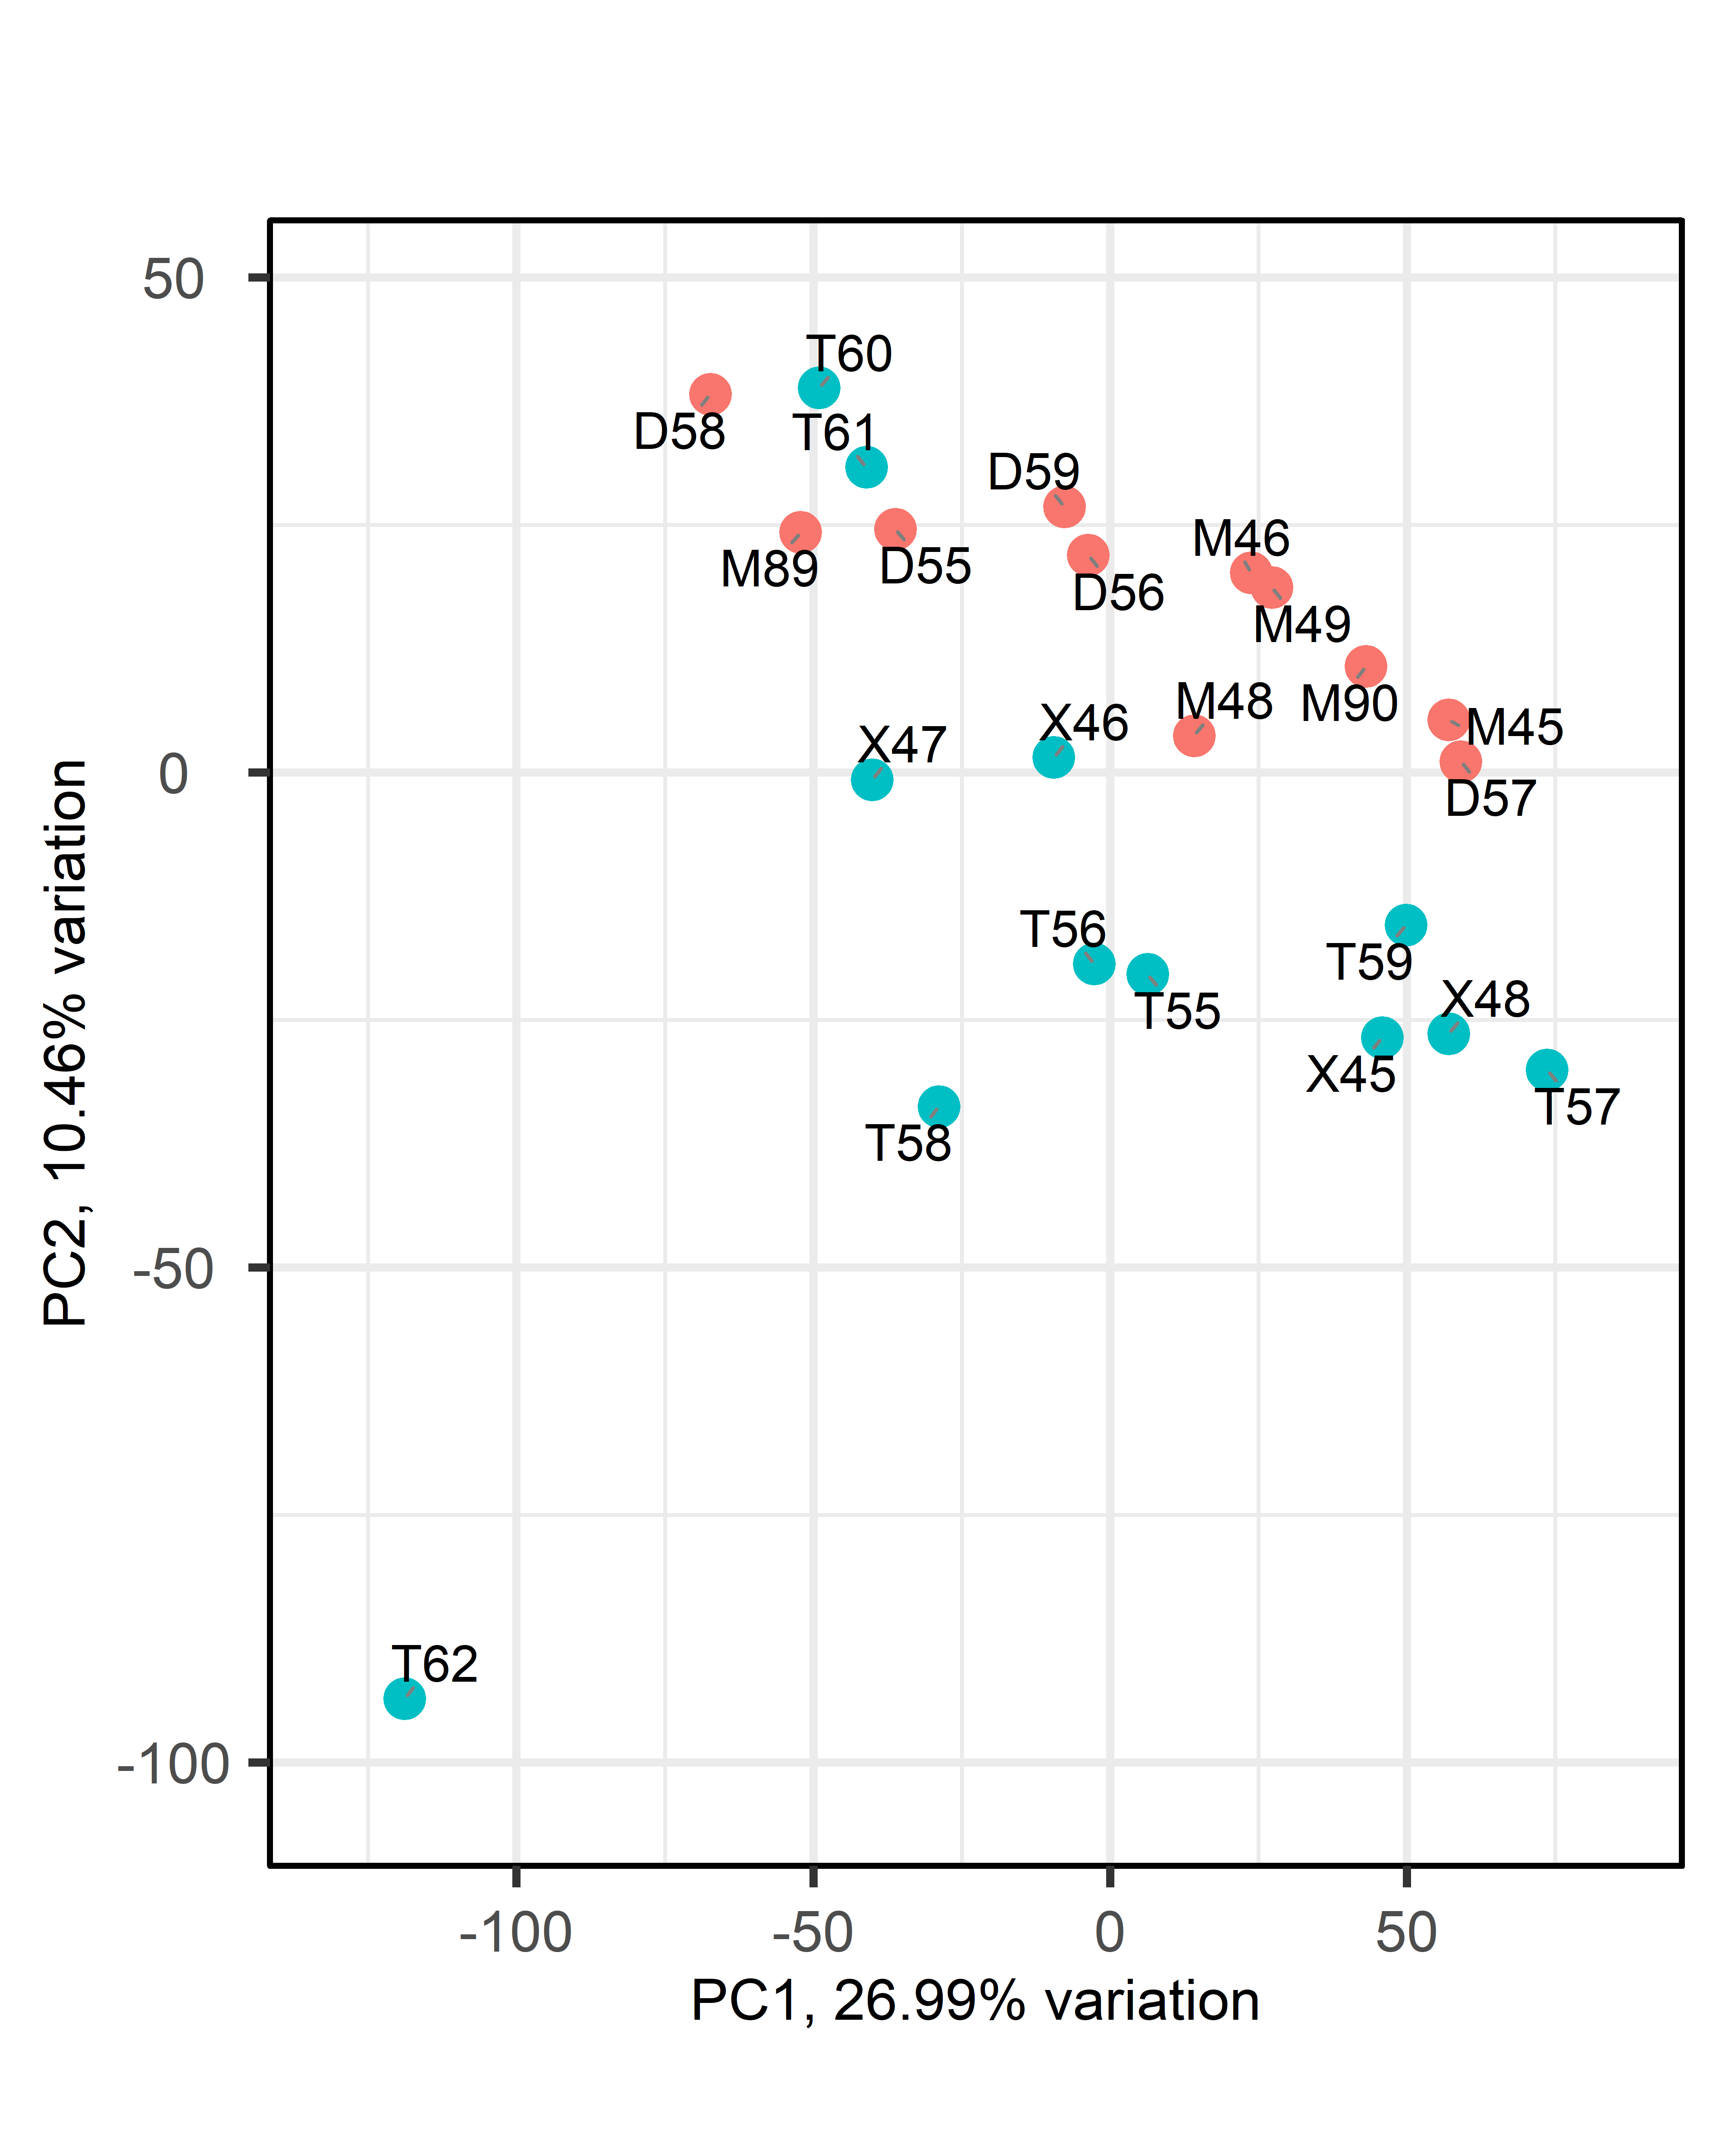 50
T60
D58
T61
D59
M46
M89
D55
D56
M49
M48
M90
X46
M45
X47
0
D57
T56
T59
X48
T55
X45
T57
T58
PC2, 10.46% variation
-50
T62
-100
-100
-50
0
50
PC1, 26.99% variation